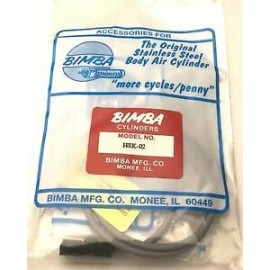 ACCESSORIES FOR
BIMBA
STAINLESS
The Original
Stainless Steel
Body Air Cylinder
"more cycles/penny"
BIMBA
CYLINDERS
MODEL NO.
HSK-02
BIMBA MFG. CO.
MONEE, ILL.
BIMBA MFG. CO. MONEE, IL 60449